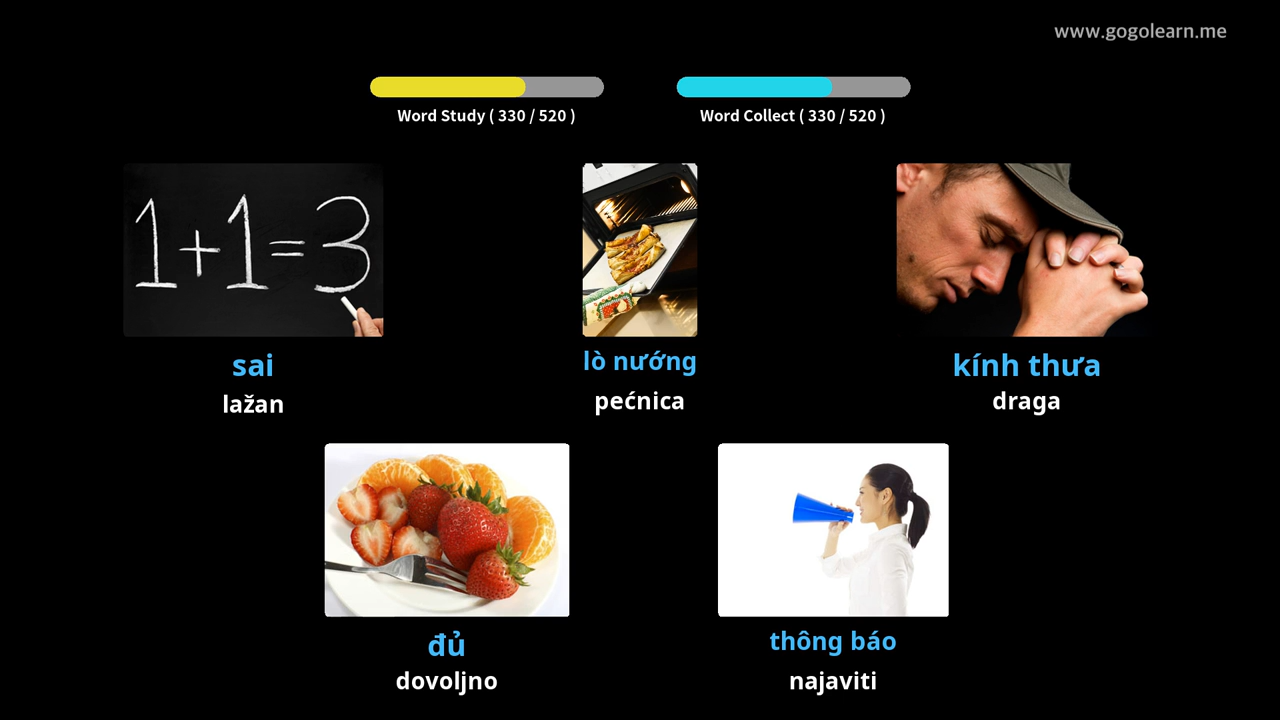 www.gogolearn.me
Word Study ( 330 / 520 )
Word Collect ( 330 / 520 )
1+1=3
sai
lažan
lò nướng
pećnica
kính thưa
draga
đủ
dovoljno
thông báo
najaviti